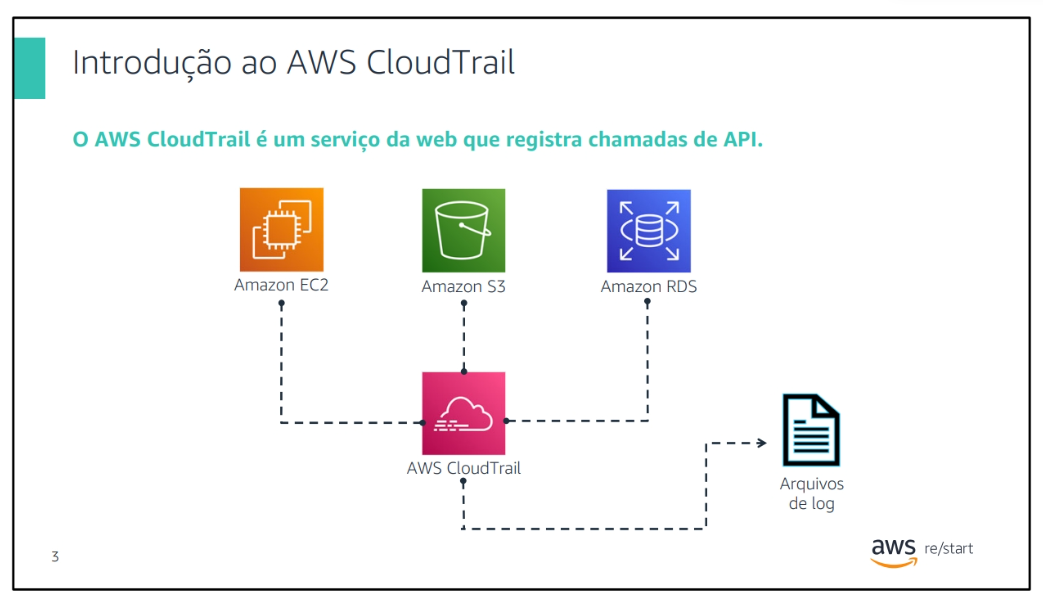 Introdução ao AWS CloudTrail
O AWS CloudTrail é um serviço da web que registra chamadas de API.
Amazon EC2
Amazon S3
Amazon RDS
AWS CloudTrail
Arquivos
de log
3
aws re/start